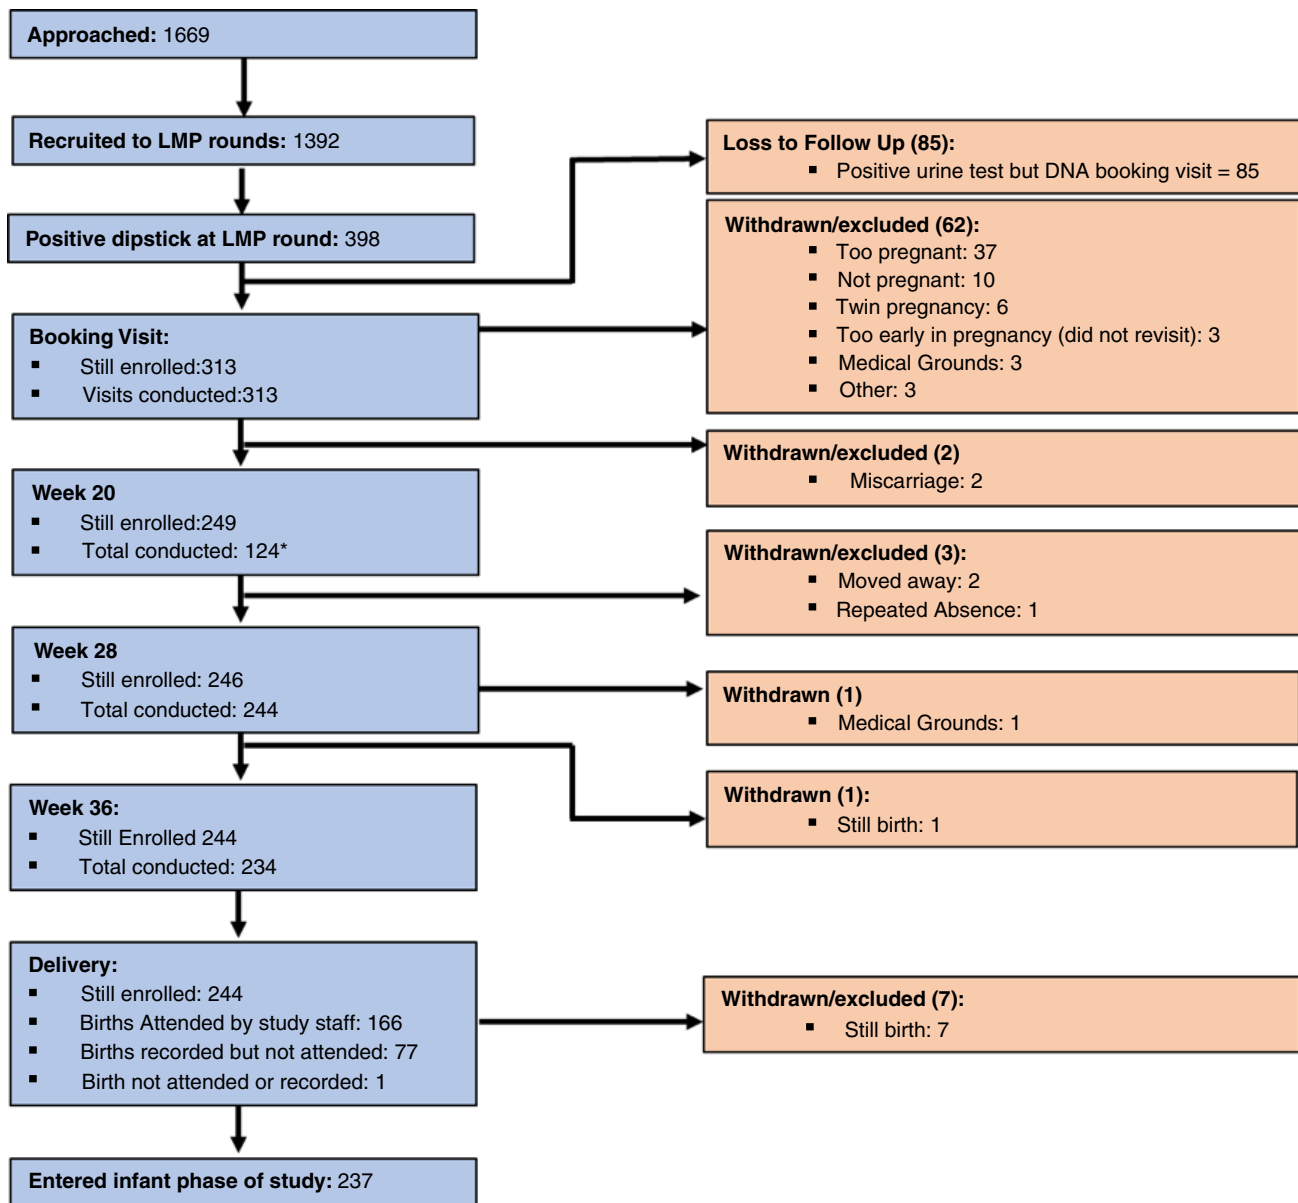 Approached: 1669
Recruited to LMP rounds: 1392
Loss to Follow Up (85):
▪ Positive urine test but DNA booking visit = 85
Positive dipstick at LMP round: 398
Withdrawn/excluded (62):
▪ Too pregnant: 37
▪ Not pregnant: 10
▪ Twin pregnancy: 6
▪ Too early in pregnancy (did not revisit): 3
▪ Medical Grounds: 3
▪ Other: 3
Booking Visit:
▪ Still enrolled:313
▪ Visits conducted:313
Withdrawn/excluded (2)
▪ Miscarriage: 2
Week 20
▪ Still enrolled:249
▪ Total conducted: 124*
Withdrawn/excluded (3):
▪ Moved away: 2
▪ Repeated Absence: 1
Week 28
▪ Still enrolled: 246
▪ Total conducted: 244
Withdrawn (1)
▪ Medical Grounds: 1
Withdrawn (1):
▪ Still birth: 1
Week 36:
▪ Still Enrolled 244
▪ Total conducted: 234
Delivery:
▪ Still enrolled: 244
▪ Births Attended by study staff: 166
▪ Births recorded but not attended: 77
▪ Birth not attended or recorded: 1
Withdrawn/excluded (7):
▪ Still birth: 7
Entered infant phase of study: 237